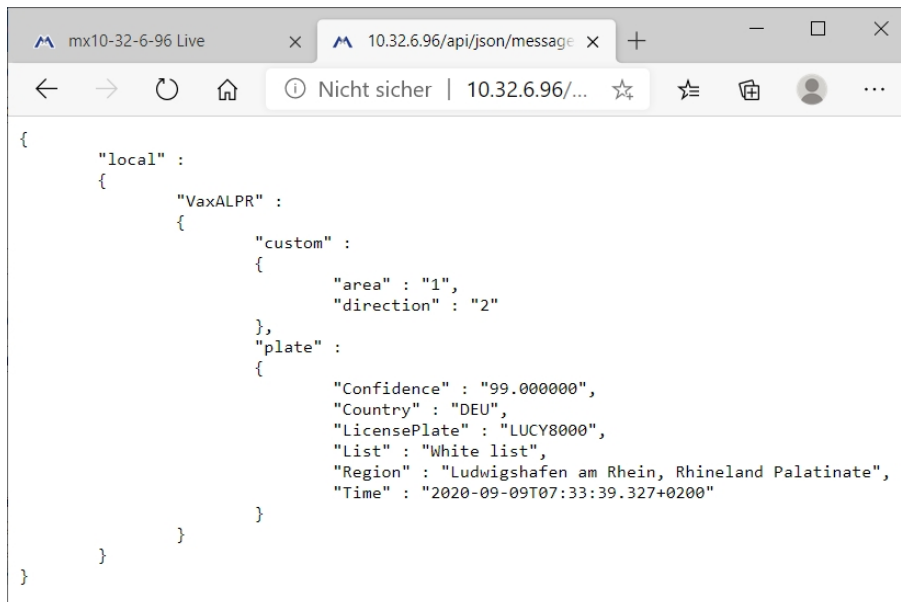 mx10-32-6-96 Live
10.32.6.96/api/json/message
Nicht sicher | 10.32.6.96/...
{
"local" :
{
"VaxALPR" :
{
"custom" :
{
"area" : "1",
"direction" : "2"
},
"plate" :
{
"Confidence" : "99.000000",
"Country" : "DEU",
"LicensePlate" : "LUCY8000",
"List" : "White list",
"Region" : "Ludwigshafen am Rhein, Rhineland Palatinate",
"Time" : "2020-09-09T07:33:39.327+0200"
}
}
}
}